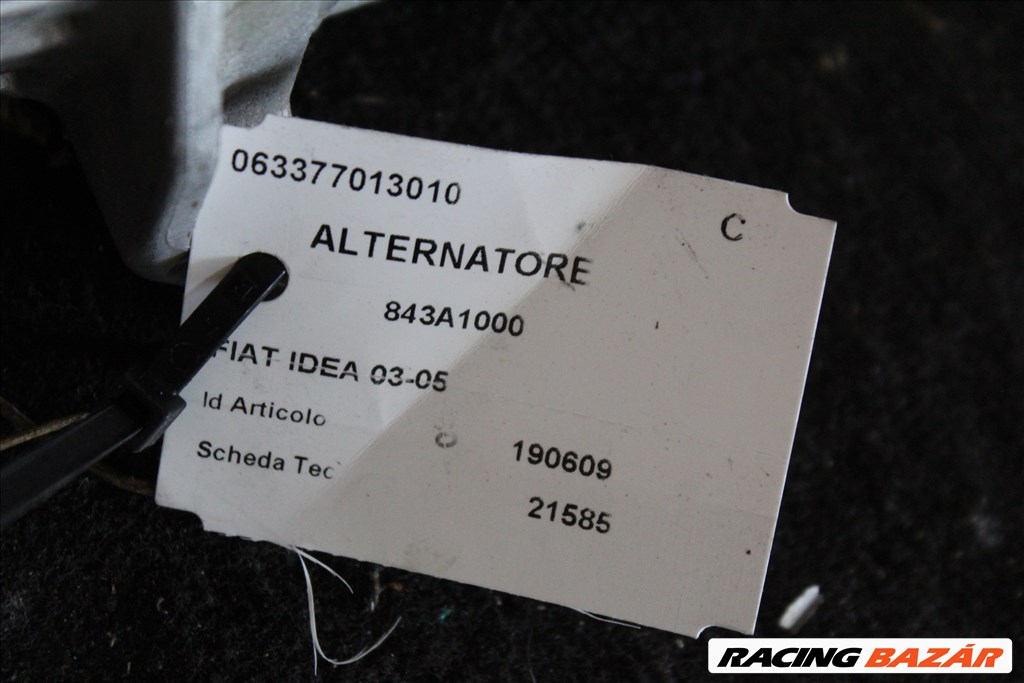 063377013010
C
ALTERNATORE
843A1000
FIAT IDEA 03-05
Id Articolo 190609
Scheda Tec 21585
RACING BAZÁR